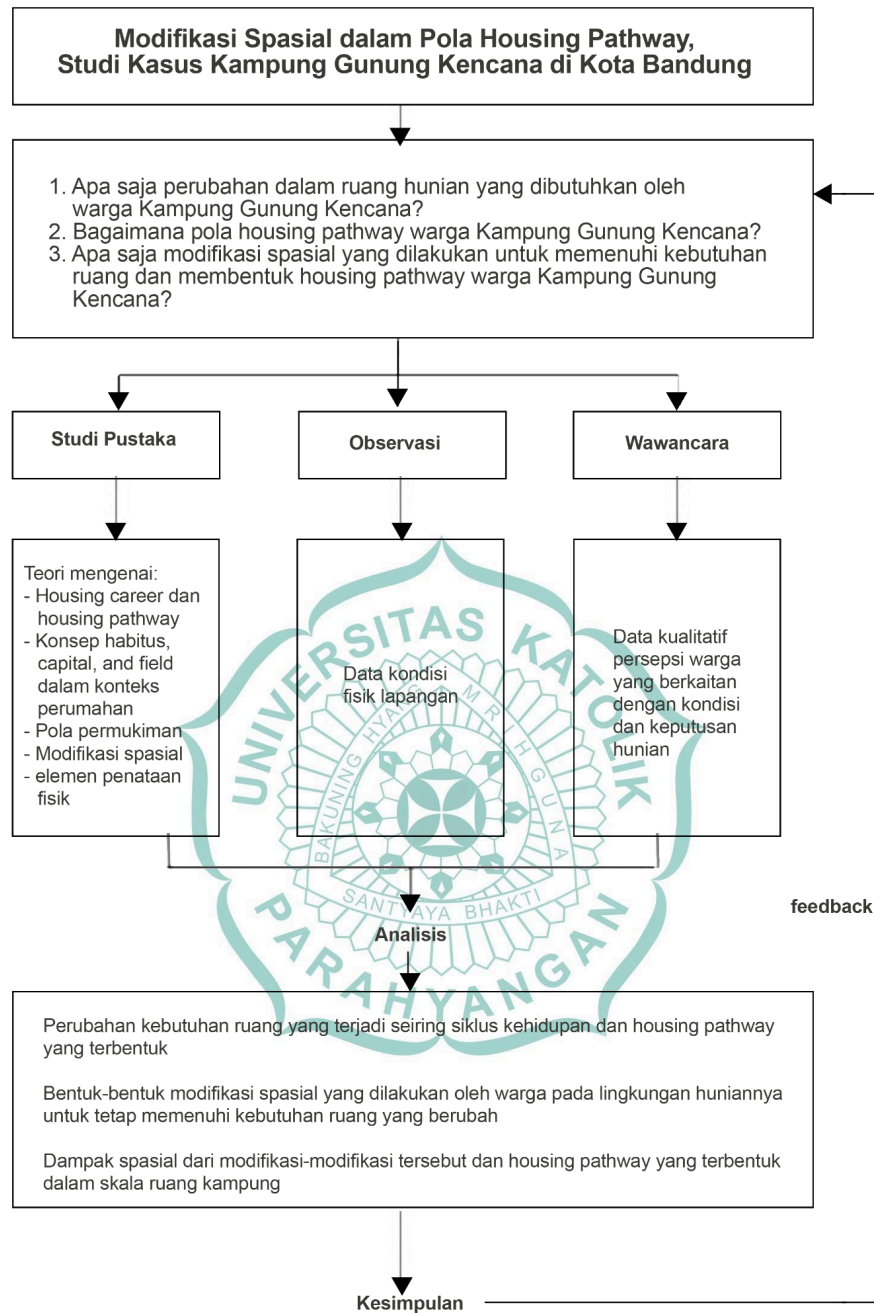 Modifikasi Spasial dalam Pola Housing Pathway,
Studi Kasus Kampung Gunung Kencana di Kota Bandung
1. Apa saja perubahan dalam ruang hunian yang dibutuhkan oleh
warga Kampung Gunung Kencana?
2. Bagaimana pola housing pathway warga Kampung Gunung Kencana?
3. Apa saja modifikasi spasial yang dilakukan untuk memenuhi kebutuhan
ruang dan membentuk housing pathway warga Kampung Gunung
Kencana?
Studi Pustaka
Observasi
Wawancara
Teori mengenai:
- Housing career dan
housing pathway
- Konsep habitus,
capital, and field
dalam konteks
perumahan
- Pola permukiman
- Modifikasi spasial
- elemen penataan
fisik
Data kondisi
fisik lapangan
Data kualitatif
persepsi warga
yang berkaitan
dengan kondisi
dan keputusan
hunian
UNIVERSITAS KATOLIK
PARAHYANGAN
BAKUNING HYANG MRIH GUNA
SANTYAYA BHAKTI
feedback
Analisis
Perubahan kebutuhan ruang yang terjadi seiring siklus kehidupan dan housing pathway
yang terbentuk
Bentuk-bentuk modifikasi spasial yang dilakukan oleh warga pada lingkungan huniannya
untuk tetap memenuhi kebutuhan ruang yang berubah
Dampak spasial dari modifikasi-modifikasi tersebut dan housing pathway yang terbentuk
dalam skala ruang kampung
Kesimpulan